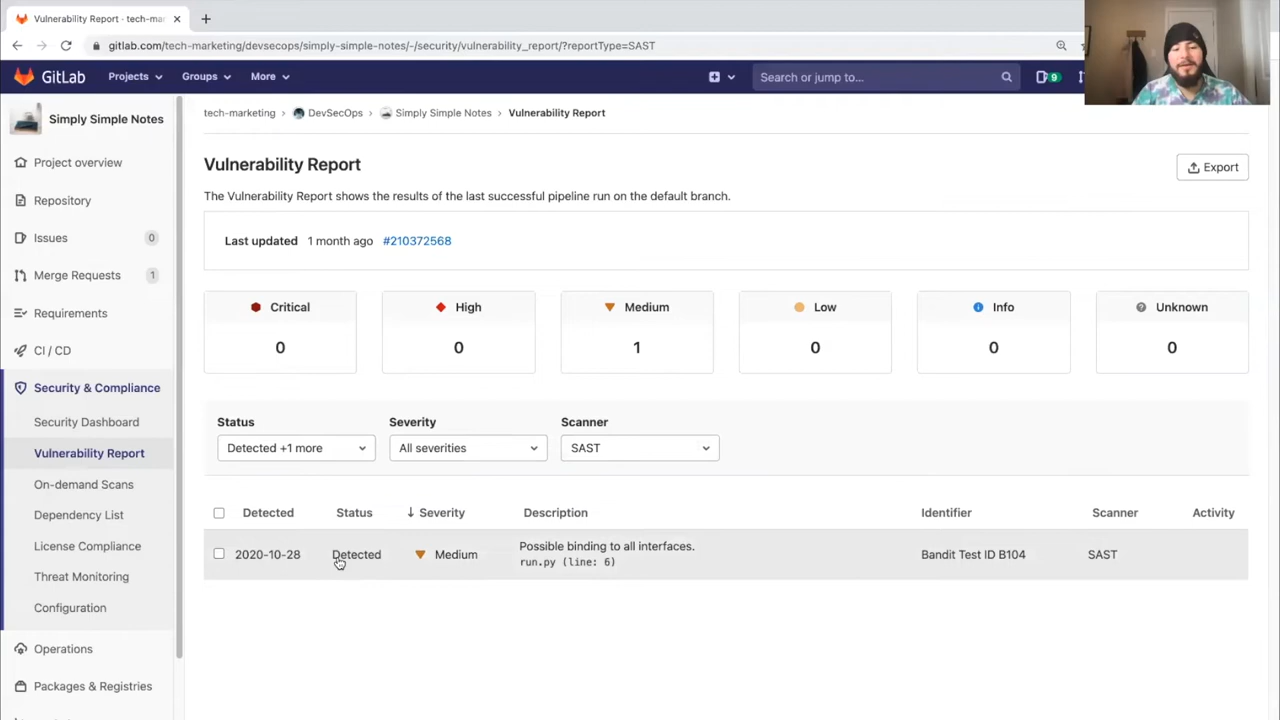 Vulnerability Report · tech-mar
gitlab.com/tech-marketing/devsecops/simply-simple-notes/-/security/vulnerability_report/?reportType=SAST
GitLab Projects Groups More Search or jump to... 9
Simply Simple Notes
Project overview
Repository
Issues 0
Merge Requests 1
Requirements
CI / CD
Security & Compliance
Security Dashboard
Vulnerability Report
On-demand Scans
Dependency List
License Compliance
Threat Monitoring
Configuration
Operations
Packages & Registries
tech-marketing › DevSecOps › Simply Simple Notes › Vulnerability Report
Vulnerability Report
Export
The Vulnerability Report shows the results of the last successful pipeline run on the default branch.
Last updated 1 month ago #210372568
Critical High Medium Low Info Unknown
0 0 1 0 0 0
Status Severity Scanner
Detected +1 more All severities SAST
Detected Status Severity Description Identifier Scanner Activity
2020-10-28 Detected Medium Possible binding to all interfaces. Bandit Test ID B104 SAST
run.py (line: 6)